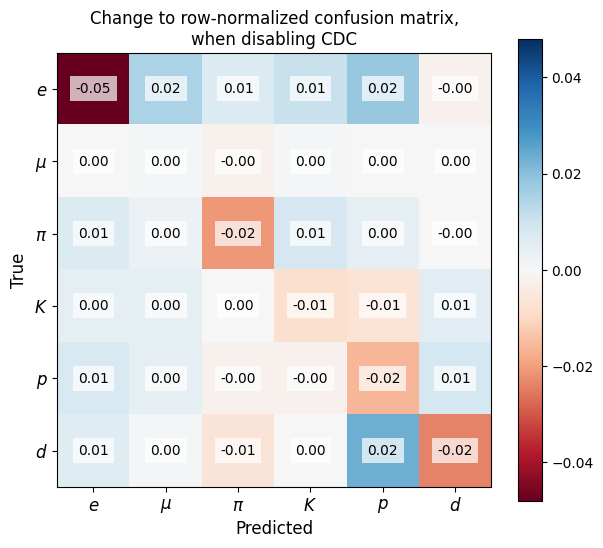 Change to row-normalized confusion matrix,
when disabling CDC
e -0.05 0.02 0.01 0.01 0.02 -0.00
μ 0.00 0.00 -0.00 0.00 0.00 0.00
π 0.01 0.00 -0.02 0.01 0.00 -0.00
K 0.00 0.00 0.00 -0.01 -0.01 0.01
p 0.01 0.00 -0.00 -0.00 -0.02 0.01
d 0.01 0.00 -0.01 0.00 0.02 -0.02
e μ π K p d
Predicted
True
0.04
0.02
0.00
−0.02
−0.04